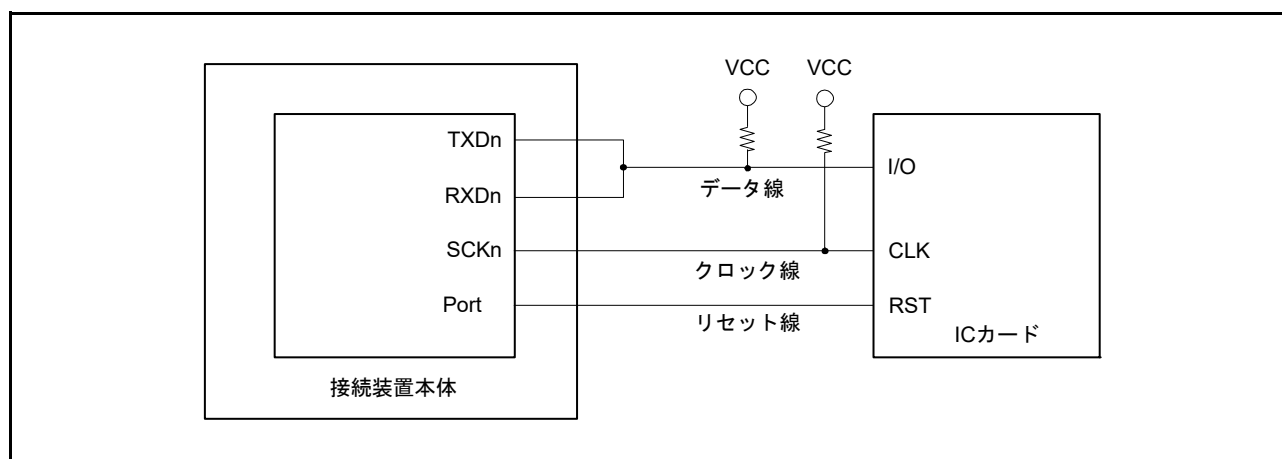 VCC VCC
TXDn
I/O
RXDn
データ線
SCKn
CLK
クロック線
Port
RST
リセット線
ICカード
接続装置本体